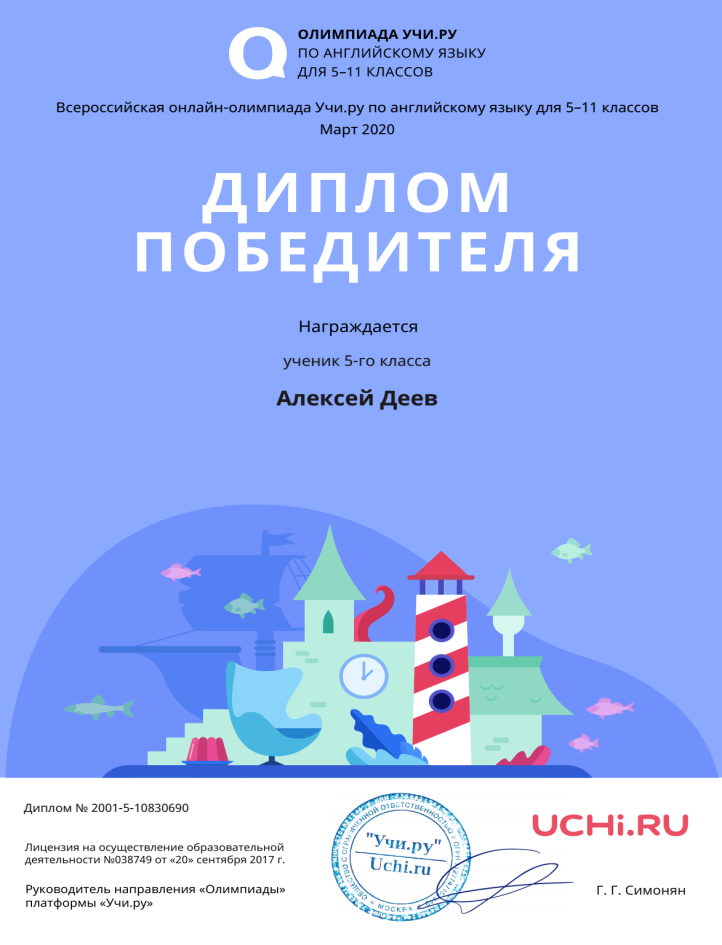 ОЛИМПИАДА УЧИ.РУ
ПО АНГЛИЙСКОМУ ЯЗЫКУ
ДЛЯ 5–11 КЛАССОВ
Всероссийская онлайн-олимпиада Учи.ру по английскому языку для 5–11 классов
Март 2020
ДИПЛОМ
ПОБЕДИТЕЛЯ
Награждается
ученик 5-го класса
Алексей Деев
Диплом № 2001-5-10830690
Лицензия на осуществление образовательной
деятельности №038749 от «20» сентября 2017 г.
Руководитель направления «Олимпиады»
платформы «Учи.ру»
ОБЩЕСТВО С ОГРАНИЧЕННОЙ ОТВЕТСТВЕННОСТЬЮ
МОСКВА
"Учи.ру"
Uchi.ru
UCHi.RU
Г. Г. Симонян